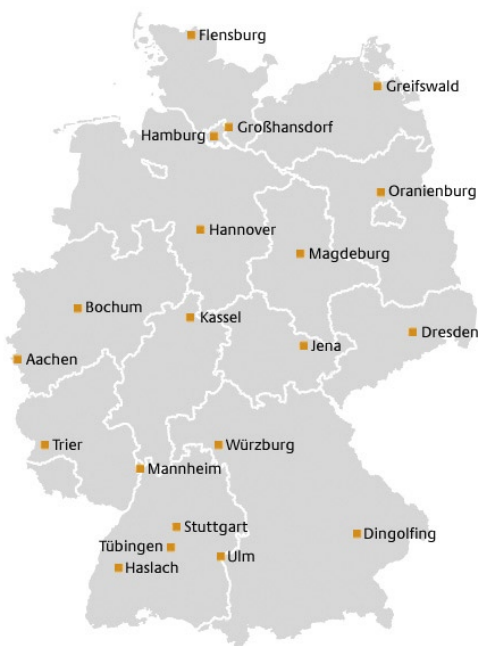 Flensburg
Greifswald
Großhansdorf
Hamburg
Oranienburg
Hannover
Magdeburg
Bochum
Kassel
Dresden
Jena
Aachen
Trier
Würzburg
Mannheim
Stuttgart
Dingolfing
Tübingen
Ulm
Haslach